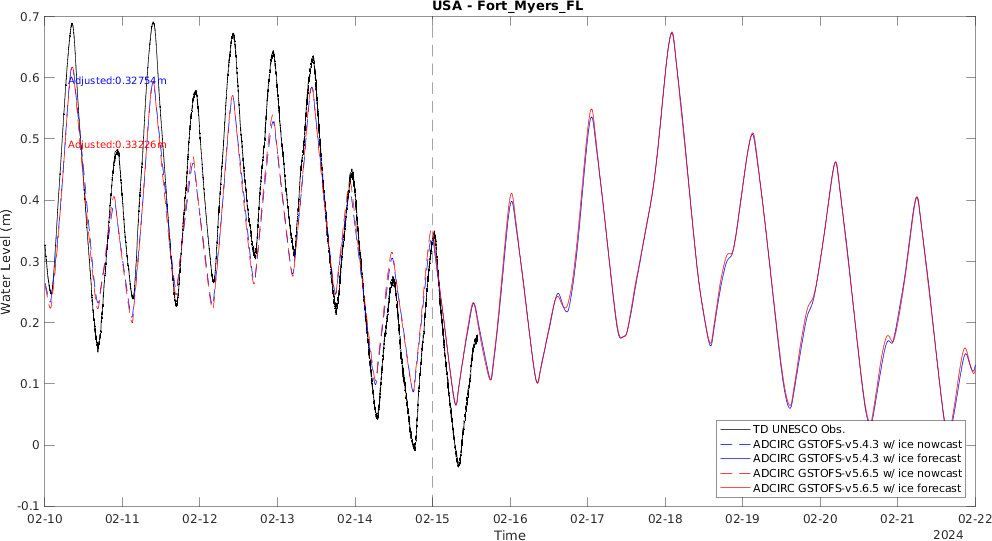 USA - Fort_Myers_FL
0.7
0.6
0.5
0.4
0.3
0.2
0.1
0
-0.1
Water Level (m)
Adjusted:0.32754m
Adjusted:0.33226m
TD UNESCO Obs.
ADCIRC GSTOFS-v5.4.3 w/ ice nowcast
ADCIRC GSTOFS-v5.4.3 w/ ice forecast
ADCIRC GSTOFS-v5.6.5 w/ ice nowcast
ADCIRC GSTOFS-v5.6.5 w/ ice forecast
02-10 02-11 02-12 02-13 02-14 02-15 02-16 02-17 02-18 02-19 02-20 02-21 02-22
Time
2024